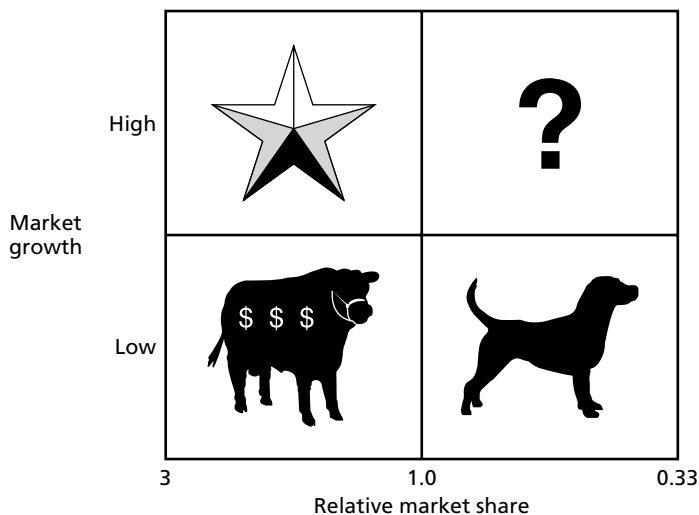 High
?
Market
growth
$ $ $
Low
3 1.0 0.33
Relative market share